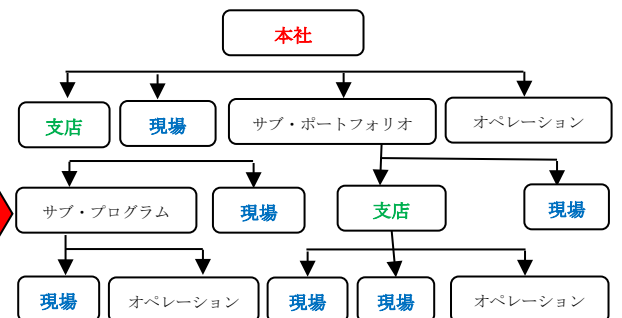 本社
支店
現場
サブ・ポートフォリオ
オペレーション
サブ・プログラム
現場
支店
現場
現場
オペレーション
現場
現場
オペレーション